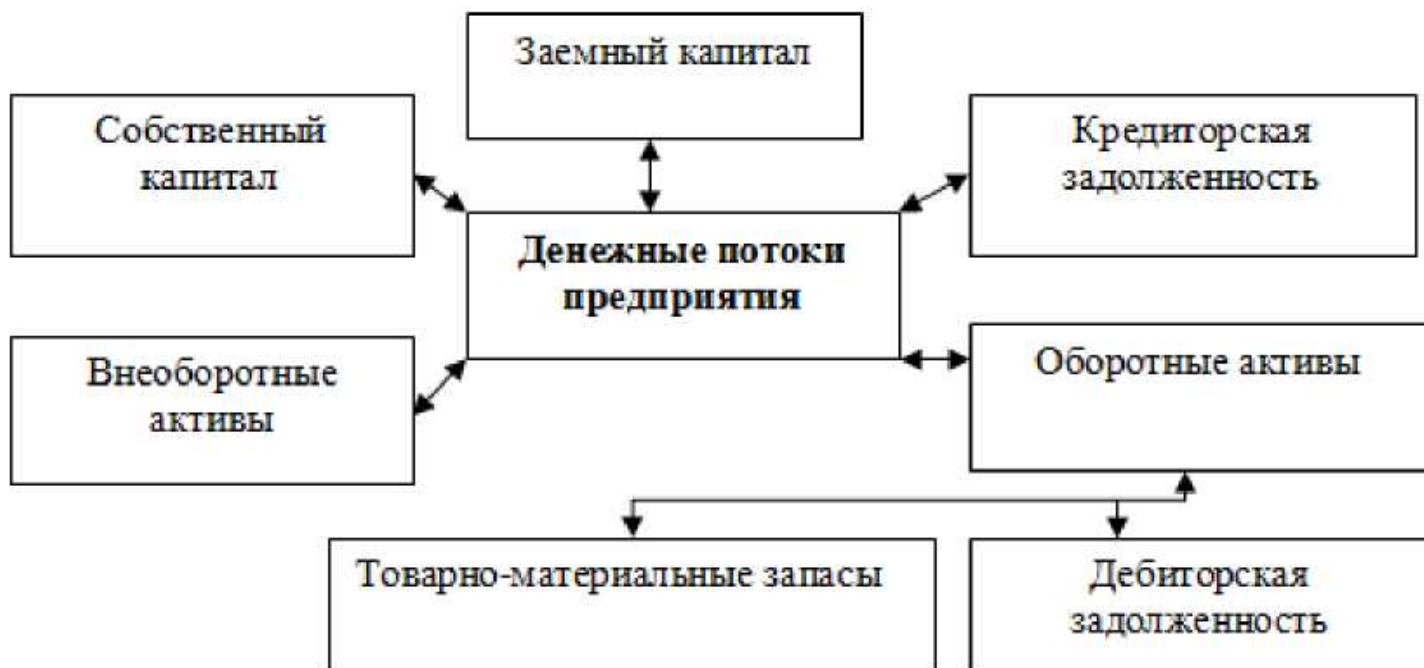 Заемный капитал
Собственный
капитал
Кредиторская
задолженность
Денежные потоки
предприятия
Внеоборотные
активы
Оборотные активы
Товарно-материальные запасы
Дебиторская
задолженность